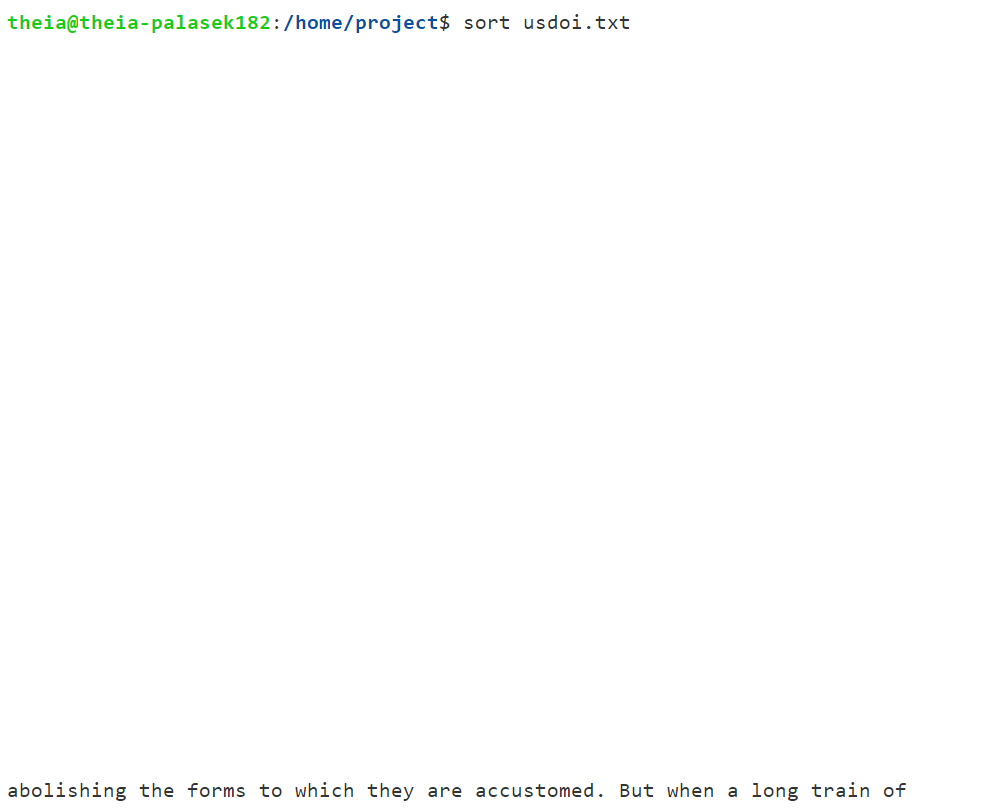 theia@theia-palasek182:/home/project$ sort usdoi.txt
abolishing the forms to which they are accustomed. But when a long train of